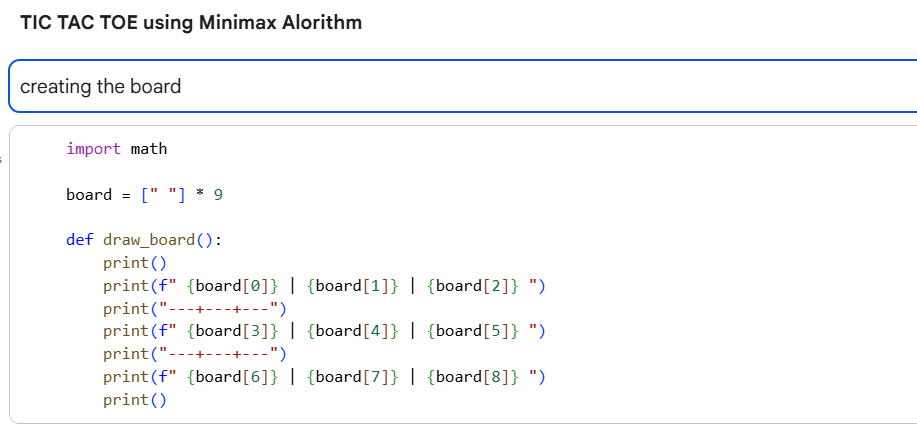 TIC TAC TOE using Minimax Alorithm
creating the board
import math
board = [" "] * 9
def draw_board():
    print()
    print(f" {board[0]} | {board[1]} | {board[2]} ")
    print("---+---+---")
    print(f" {board[3]} | {board[4]} | {board[5]} ")
    print("---+---+---")
    print(f" {board[6]} | {board[7]} | {board[8]} ")
    print()